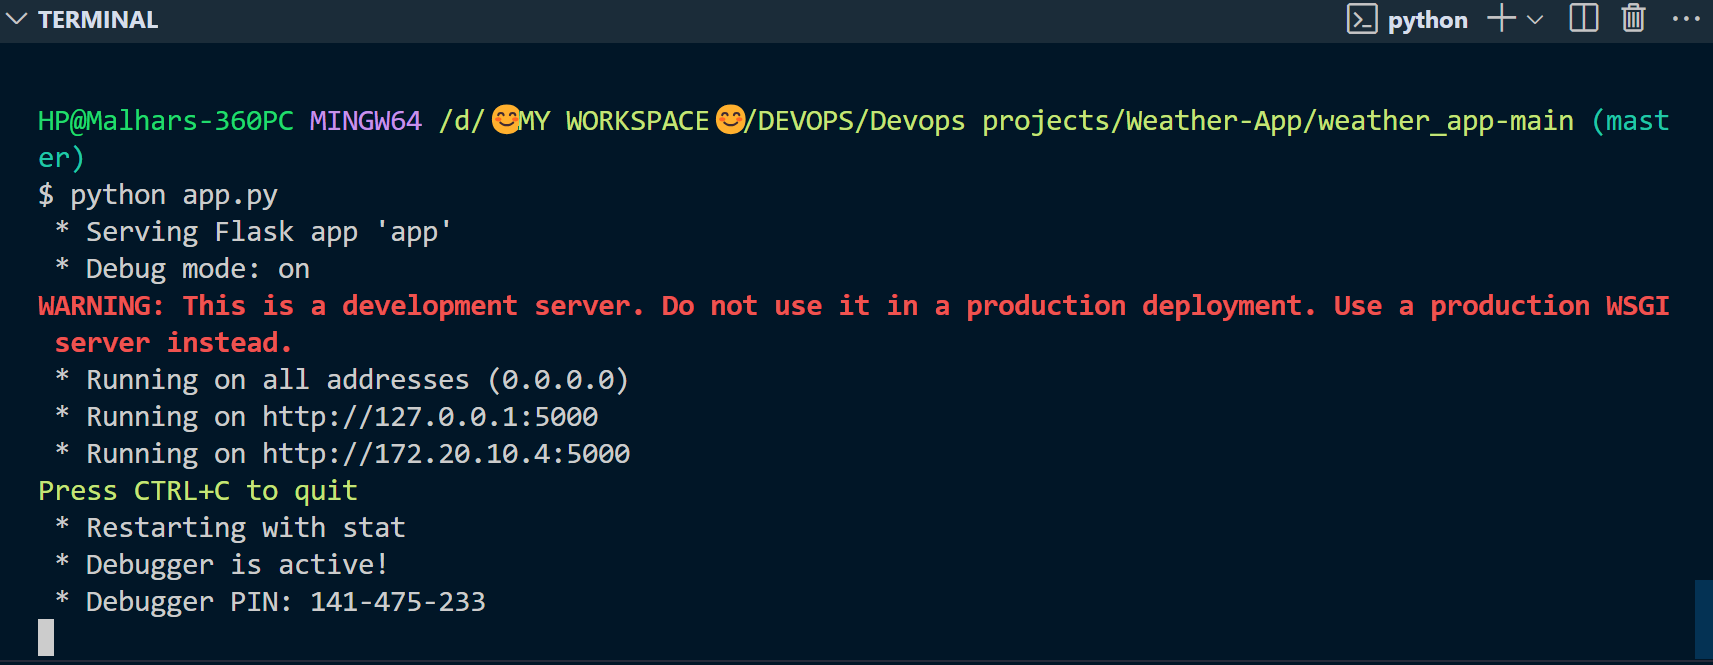 TERMINAL
python
HP@Malhars-360PC MINGW64 /d/😊MY WORKSPACE😊/DEVOPS/Devops projects/Weather-App/weather_app-main (mast
er)
$ python app.py
* Serving Flask app 'app'
* Debug mode: on
WARNING: This is a development server. Do not use it in a production deployment. Use a production WSGI
server instead.
* Running on all addresses (0.0.0.0)
* Running on http://127.0.0.1:5000
* Running on http://172.20.10.4:5000
Press CTRL+C to quit
* Restarting with stat
* Debugger is active!
* Debugger PIN: 141-475-233